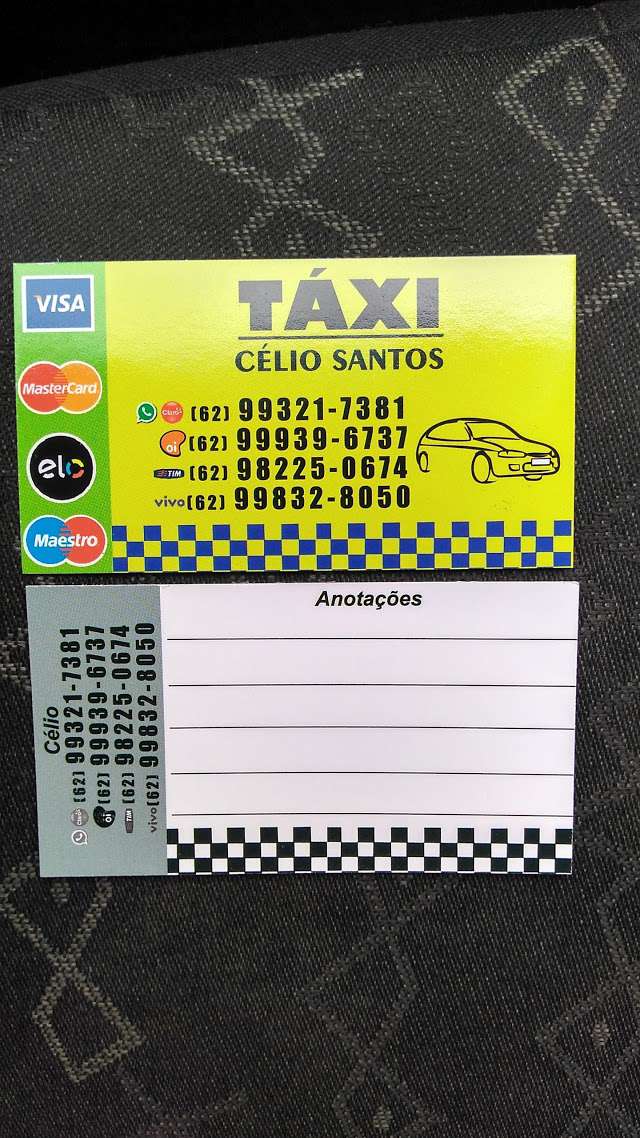 VISA
MasterCard
elo
Maestro
TÁXI
CÉLIO SANTOS
Claro (62) 99321-7381
oi (62) 99939-6737
TIM (62) 98225-0674
vivo (62) 99832-8050
Célio
Claro (62) 99321-7381
oi (62) 99939-6737
TIM (62) 98225-0674
vivo (62) 99832-8050
Anotações